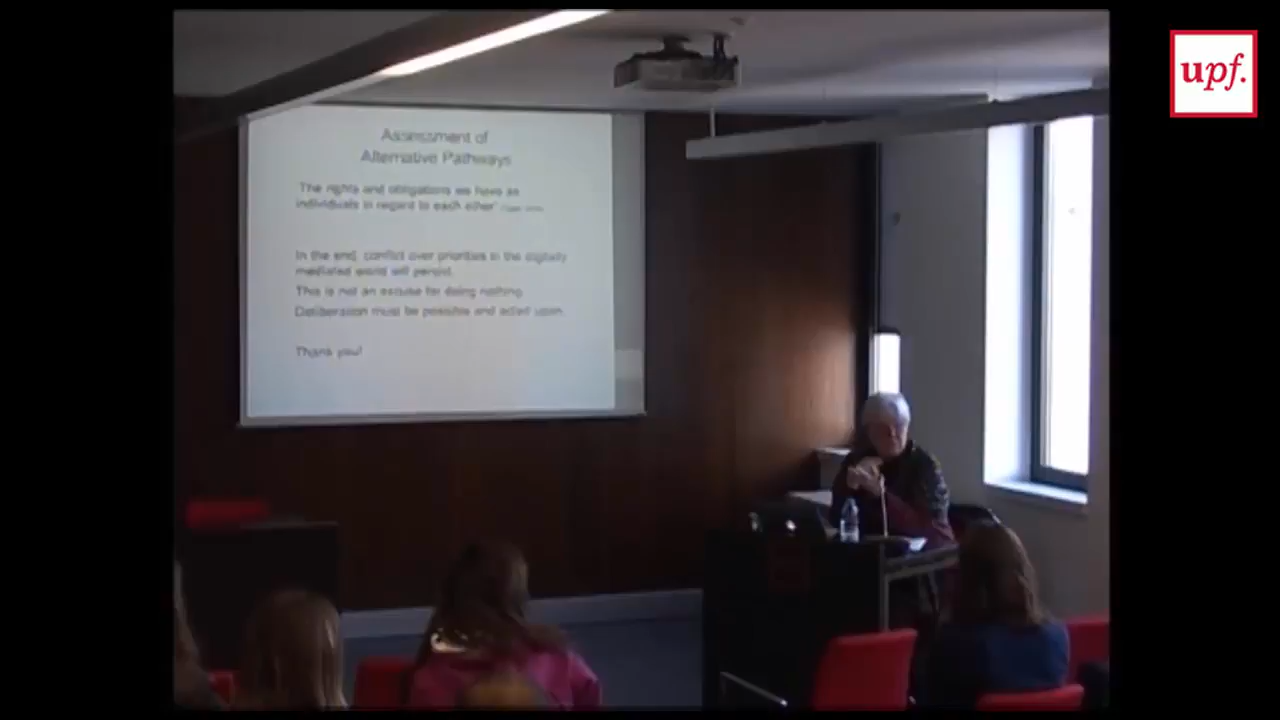 upf.
Assessment of
Alternative Pathways
'The rights and obligations we have as
individuals in regard to each other'
In the end, conflict over priorities in the digitally
mediated world will persist.
This is not an excuse for doing nothing.
Deliberation must be possible and acted upon.
Thank you!